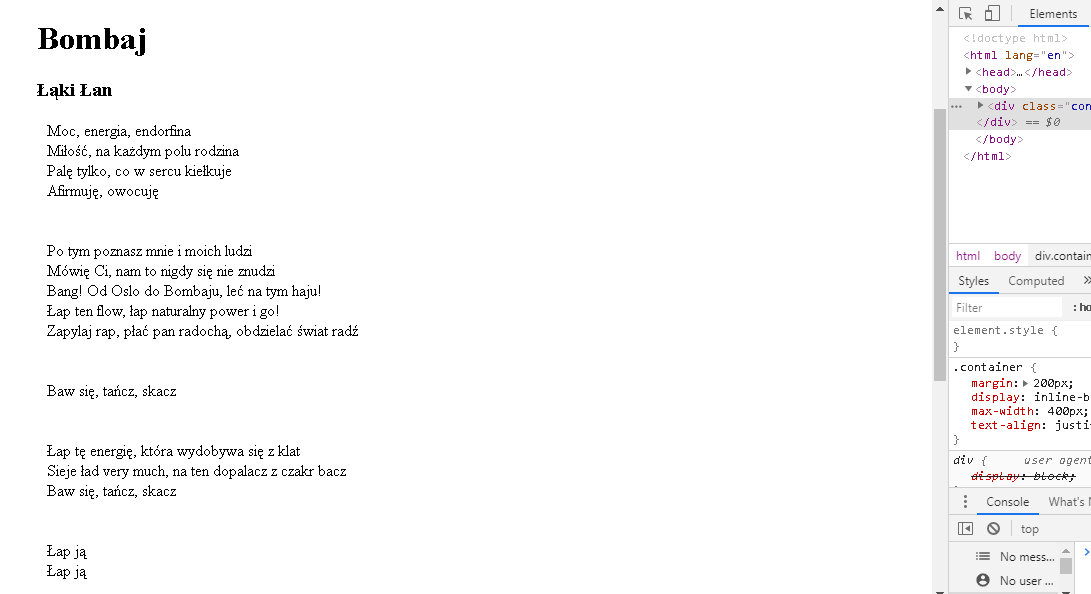 Bombaj
Łąki Łan
Moc, energia, endorfina
Miłość, na każdym polu rodzina
Palę tylko, co w sercu kiełkuje
Afirmuję, owocuję
Po tym poznasz mnie i moich ludzi
Mówię Ci, nam to nigdy się nie znudzi
Bang! Od Oslo do Bombaju, leć na tym haju!
Łap ten flow, łap naturalny power i go!
Zapylaj rap, płać pan radochą, obdzielać świat radź
Baw się, tańcz, skacz
Łap tę energię, która wydobywa się z klat
Sieje ład very much, na ten dopalacz z czakr bacz
Baw się, tańcz, skacz
Łap ją
Łap ją
Elements
<!doctype html>
<html lang="en">
<head>…</head>
<body>
<div class="con
</div> == $0
</body>
</html>
html body div.contain
Styles Computed »
Filter :ho
element.style {
}
.container {
margin: 200px;
display: inline-b
max-width: 400px;
text-align: justi
}
div { user agent
display: block;
Console What's N
top
No mess...
No user ...